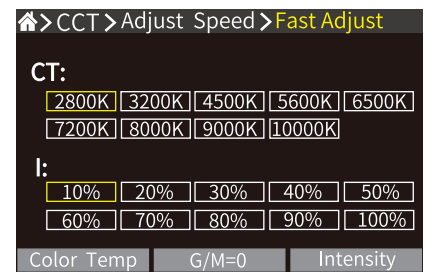 >CCT>Adjust Speed>Fast Adjust
CT:
2800K 3200K 4500K 5600K 6500K
7200K 8000K 9000K 10000K
I:
10% 20% 30% 40% 50%
60% 70% 80% 90% 100%
Color Temp G/M=0 Intensity